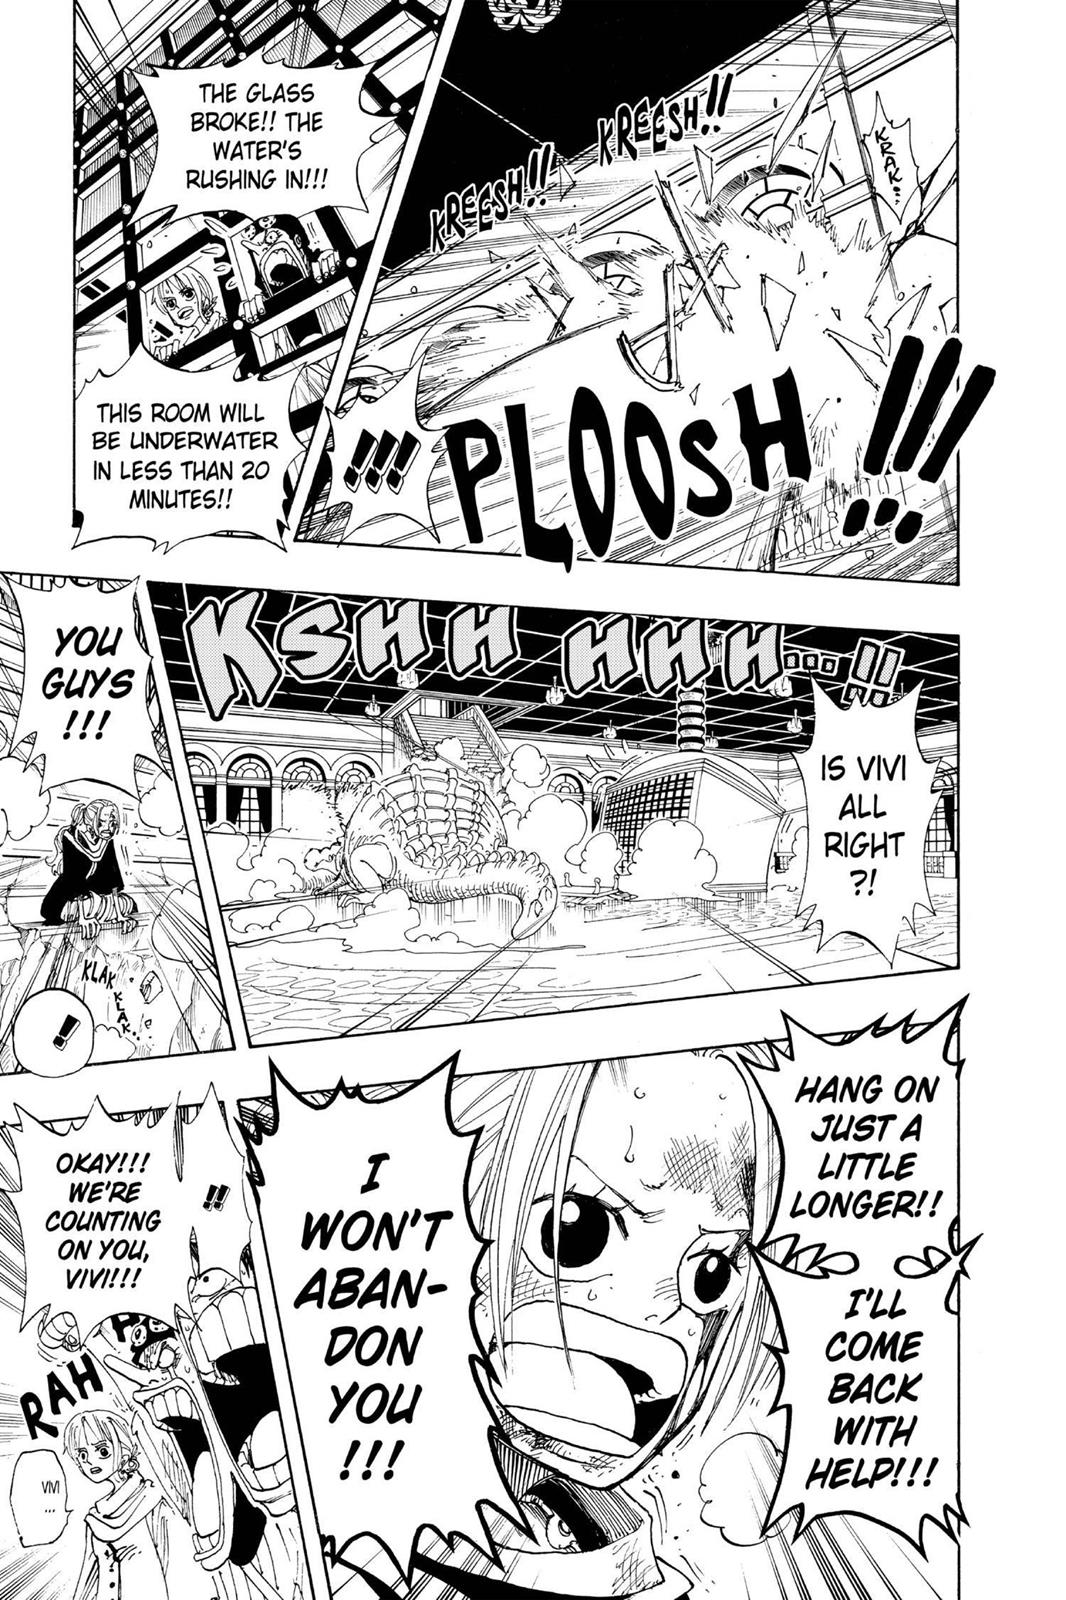 KRAK...
KREESH!!
KREESH!!
PLOOSH!!!
!!!
THE GLASS
BROKE!! THE
WATER'S
RUSHING IN!!!
THIS ROOM WILL
BE UNDERWATER
IN LESS THAN 20
MINUTES!!
KSHHHHHH...!!
IS VIVI
ALL
RIGHT
?!
YOU
GUYS
!!!
KLAK
KLAK...
!!
HANG ON
JUST A
LITTLE
LONGER!!
I'LL
COME
BACK
WITH
HELP!!!
I
WON'T
ABAN-
DON
YOU
!!!
!!
OKAY!!!
WE'RE
COUNTING
ON YOU,
VIVI!!!
RAH
VIVI
...